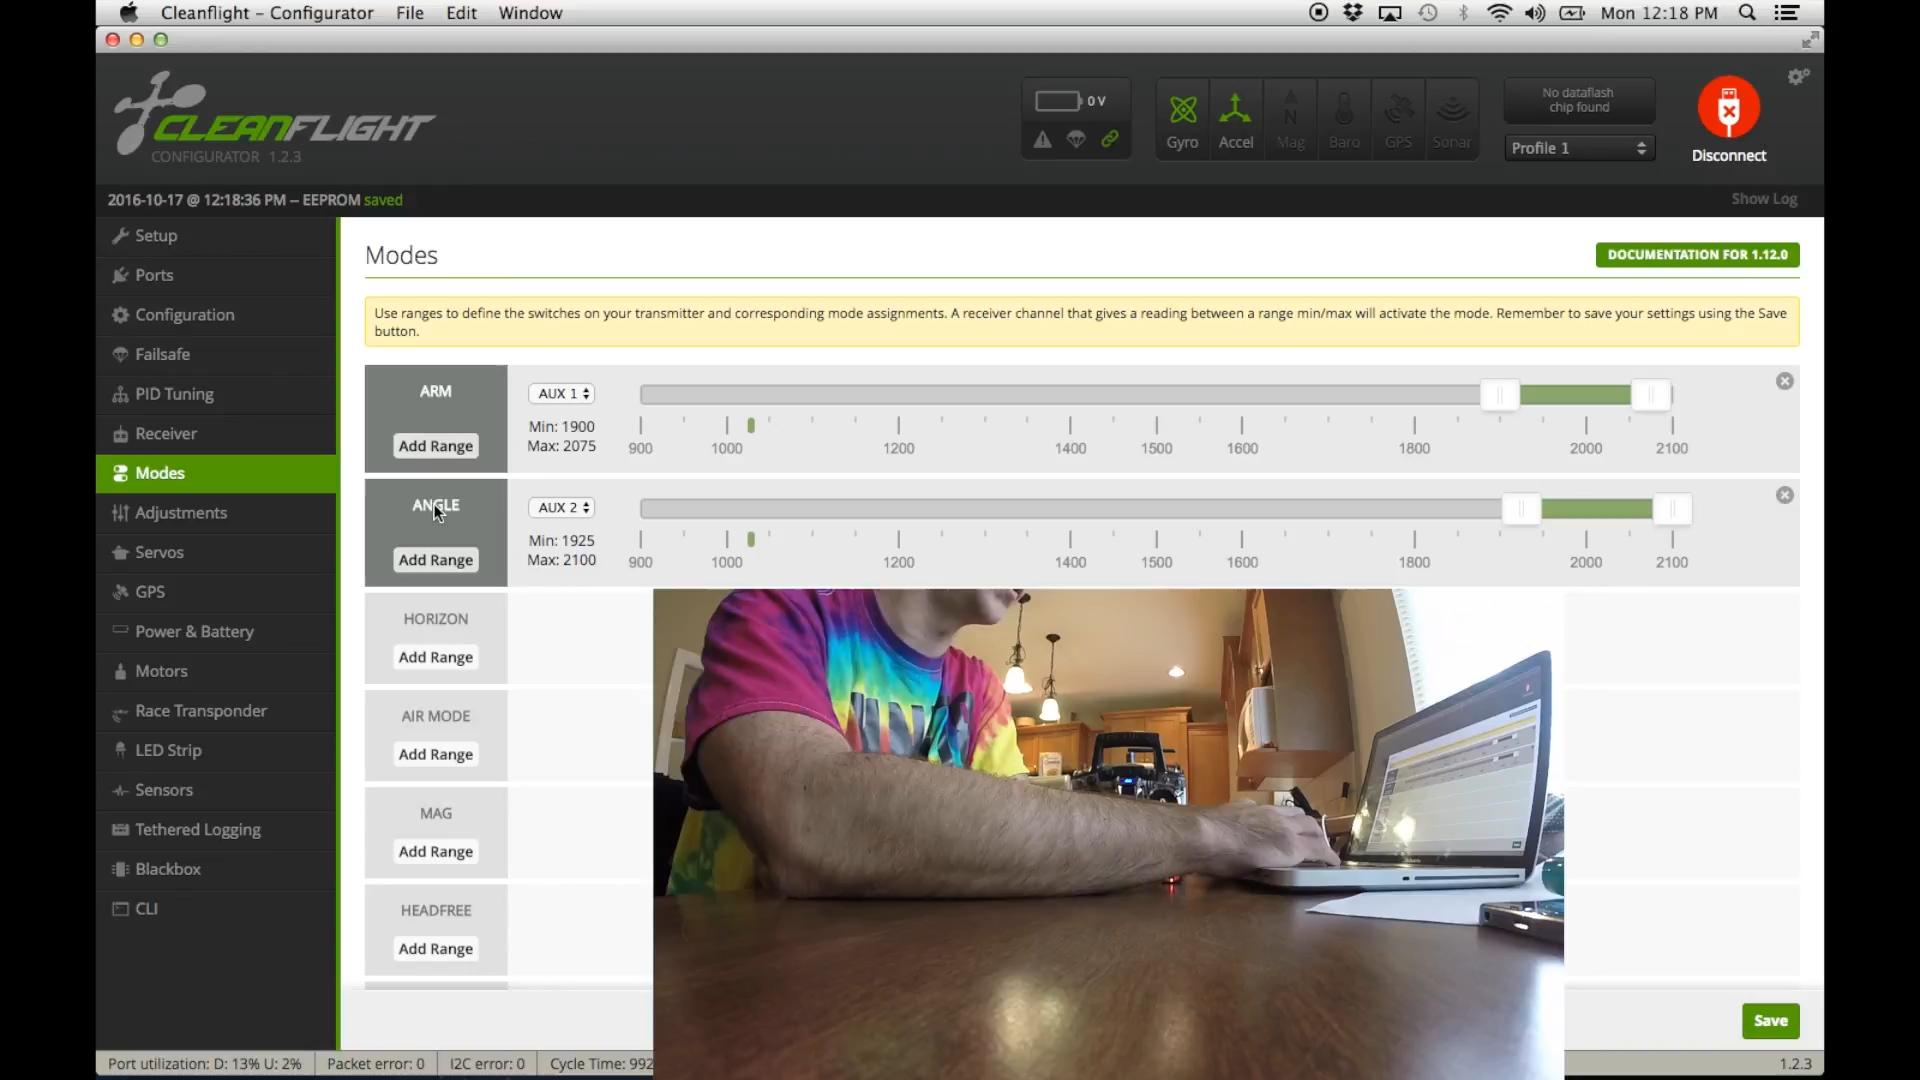 Cleanflight - Configurator File Edit Window
Mon 12:18 PM
CLEANFLIGHT
CONFIGURATOR 1.2.3
0 V
Gyro Accel Mag Baro GPS Sonar
No dataflash
chip found
Profile 1
Disconnect
2016-10-17 @ 12:18:36 PM -- EEPROM saved
Show Log
Setup
Ports
Configuration
Failsafe
PID Tuning
Receiver
Modes
Adjustments
Servos
GPS
Power & Battery
Motors
Race Transponder
LED Strip
Sensors
Tethered Logging
Blackbox
CLI
Modes
DOCUMENTATION FOR 1.12.0
Use ranges to define the switches on your transmitter and corresponding mode assignments. A receiver channel that gives a reading between a range min/max will activate the mode. Remember to save your settings using the Save
button.
ARM
Add Range
AUX 1
Min: 1900
Max: 2075
900 1000 1200 1400 1500 1600 1800 2000 2100
ANGLE
Add Range
AUX 2
Min: 1925
Max: 2100
900 1000 1200 1400 1500 1600 1800 2000 2100
HORIZON
Add Range
AIR MODE
Add Range
MAG
Add Range
HEADFREE
Add Range
Save
Port utilization: D: 13% U: 2% Packet error: 0 I2C error: 0 Cycle Time: 992
1.2.3